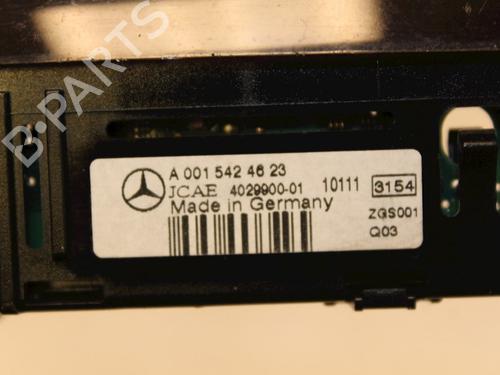 B-PARTS
A 001 542 46 23
JCAE 4029900-01 10111 3154
Made in Germany ZGS001
Q03